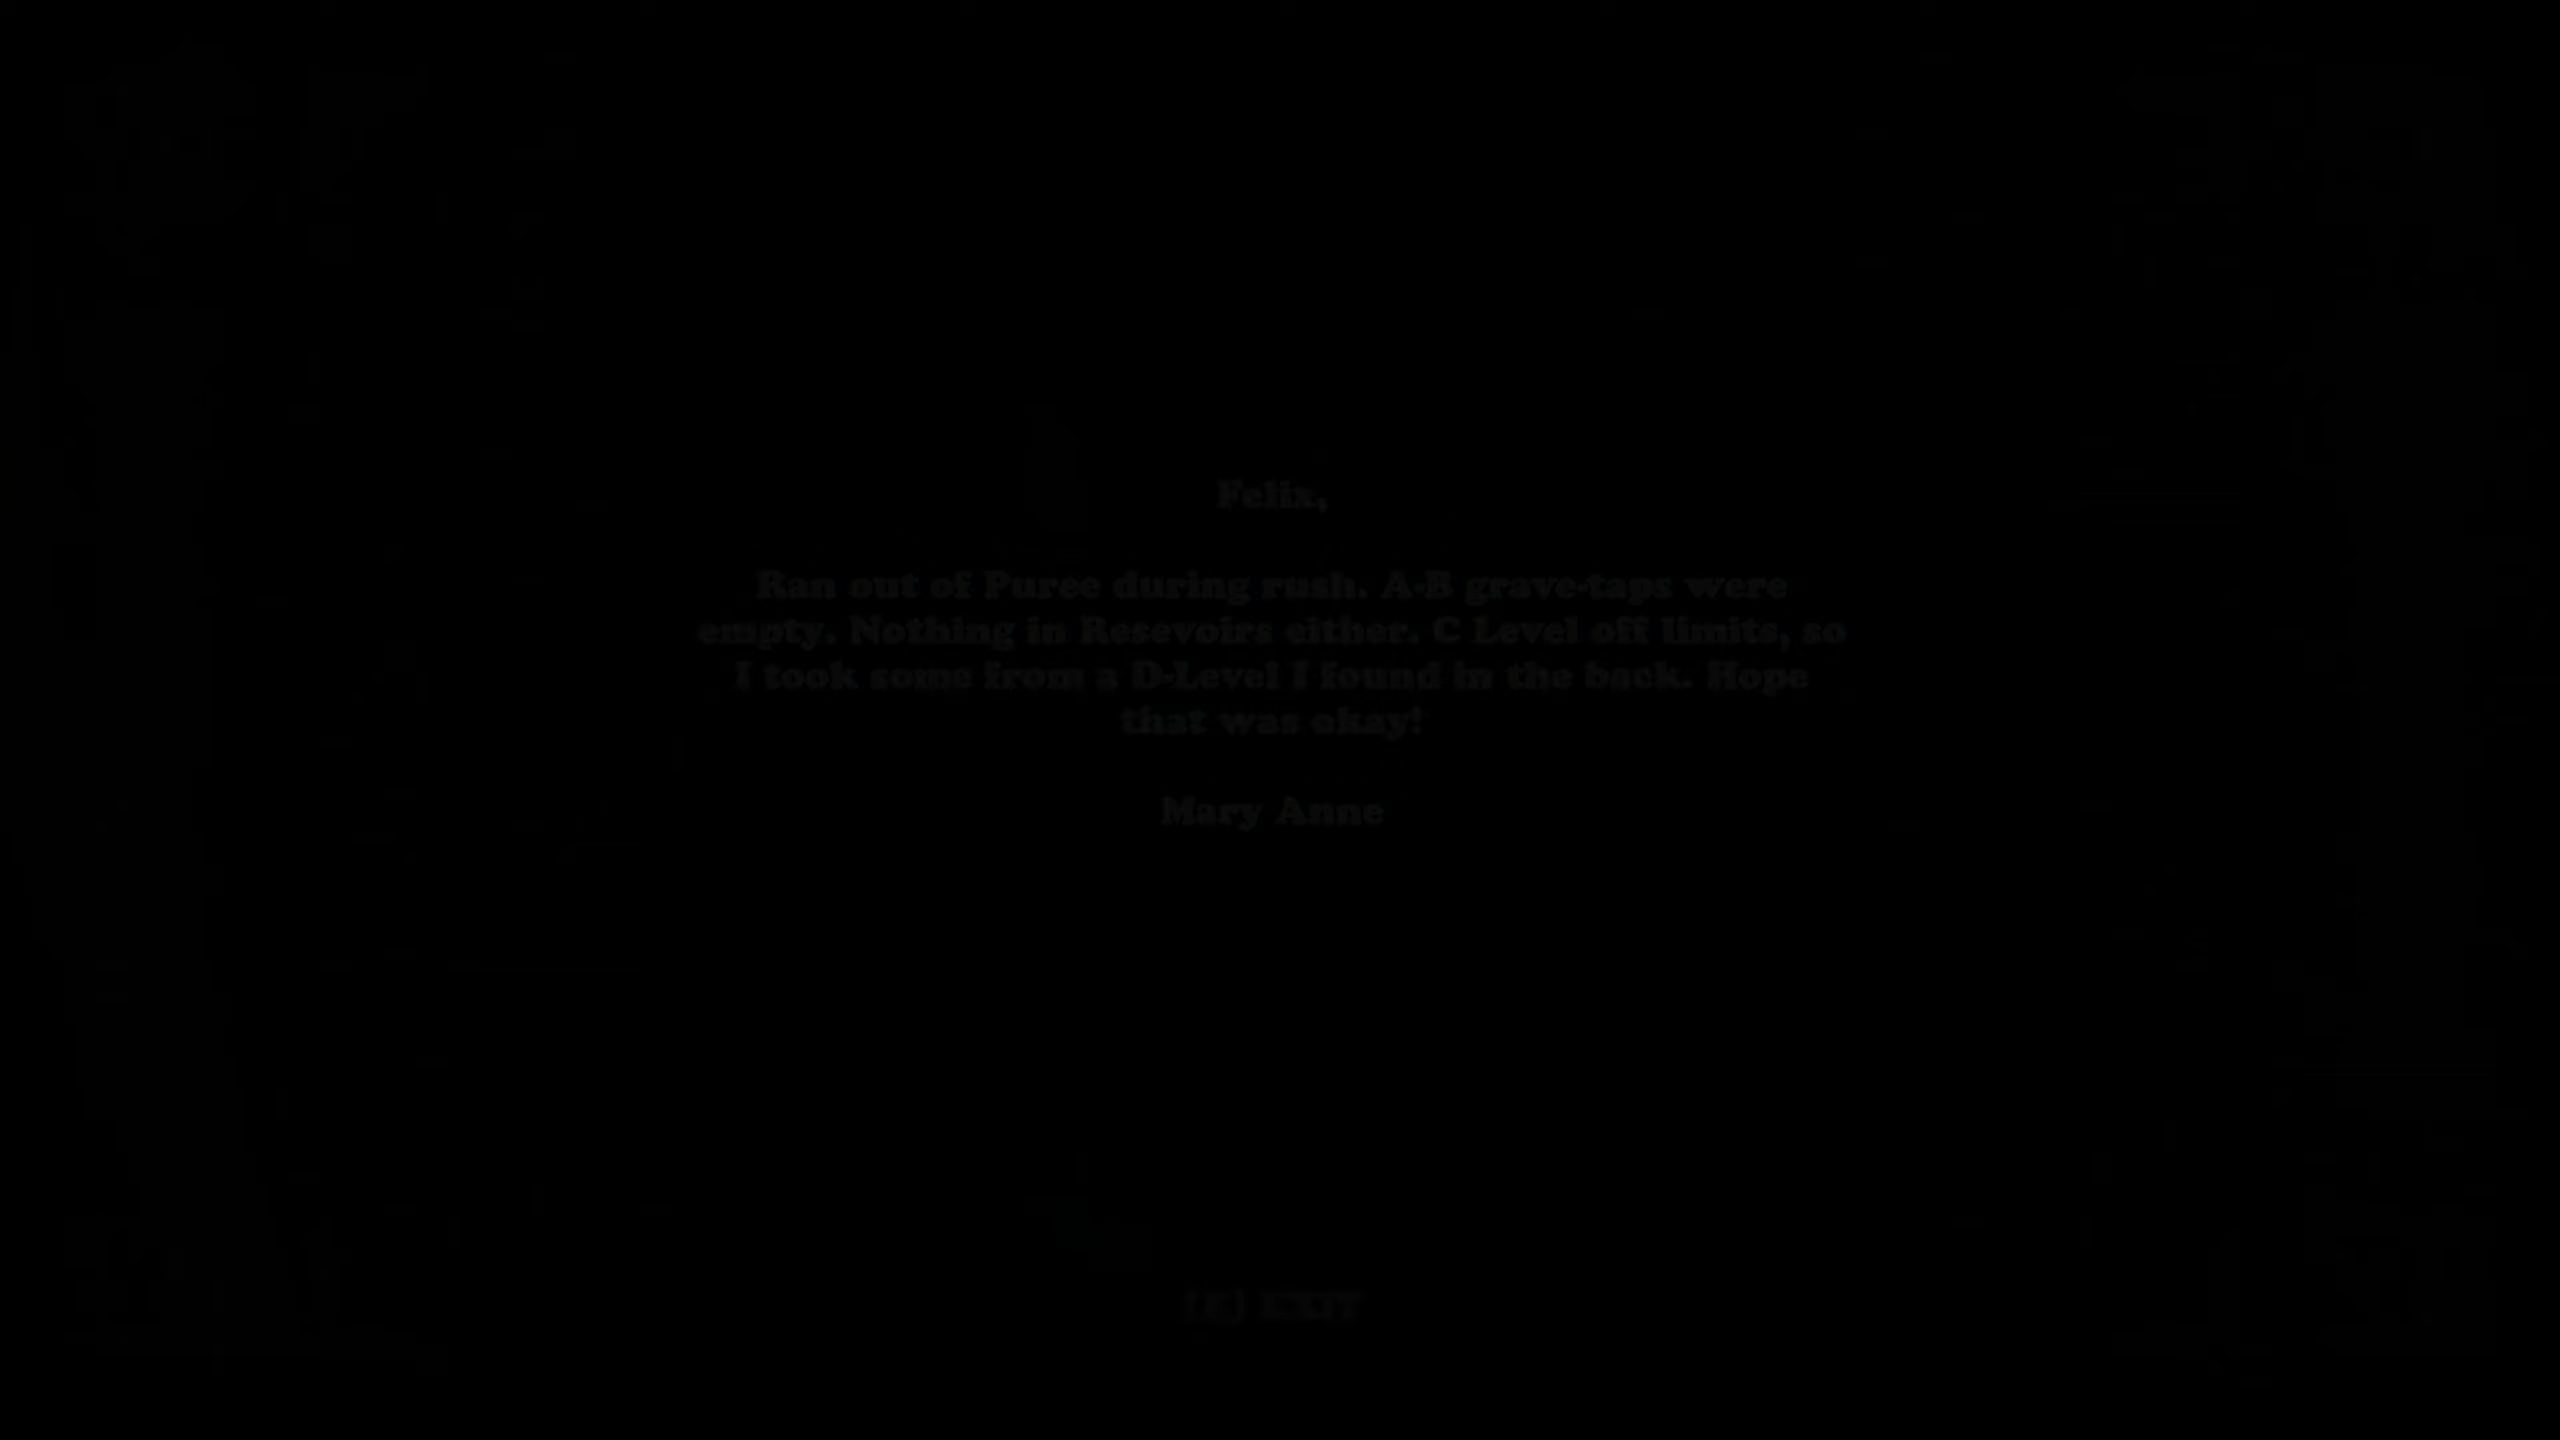 Felix,
Ran out of Puree during rush. A-B grave-taps were
empty. Nothing in Resevoirs either. C Level off limits, so
I took some from a D-Level I found in the back. Hope
that was okay!
Mary Anne
(E) EXIT